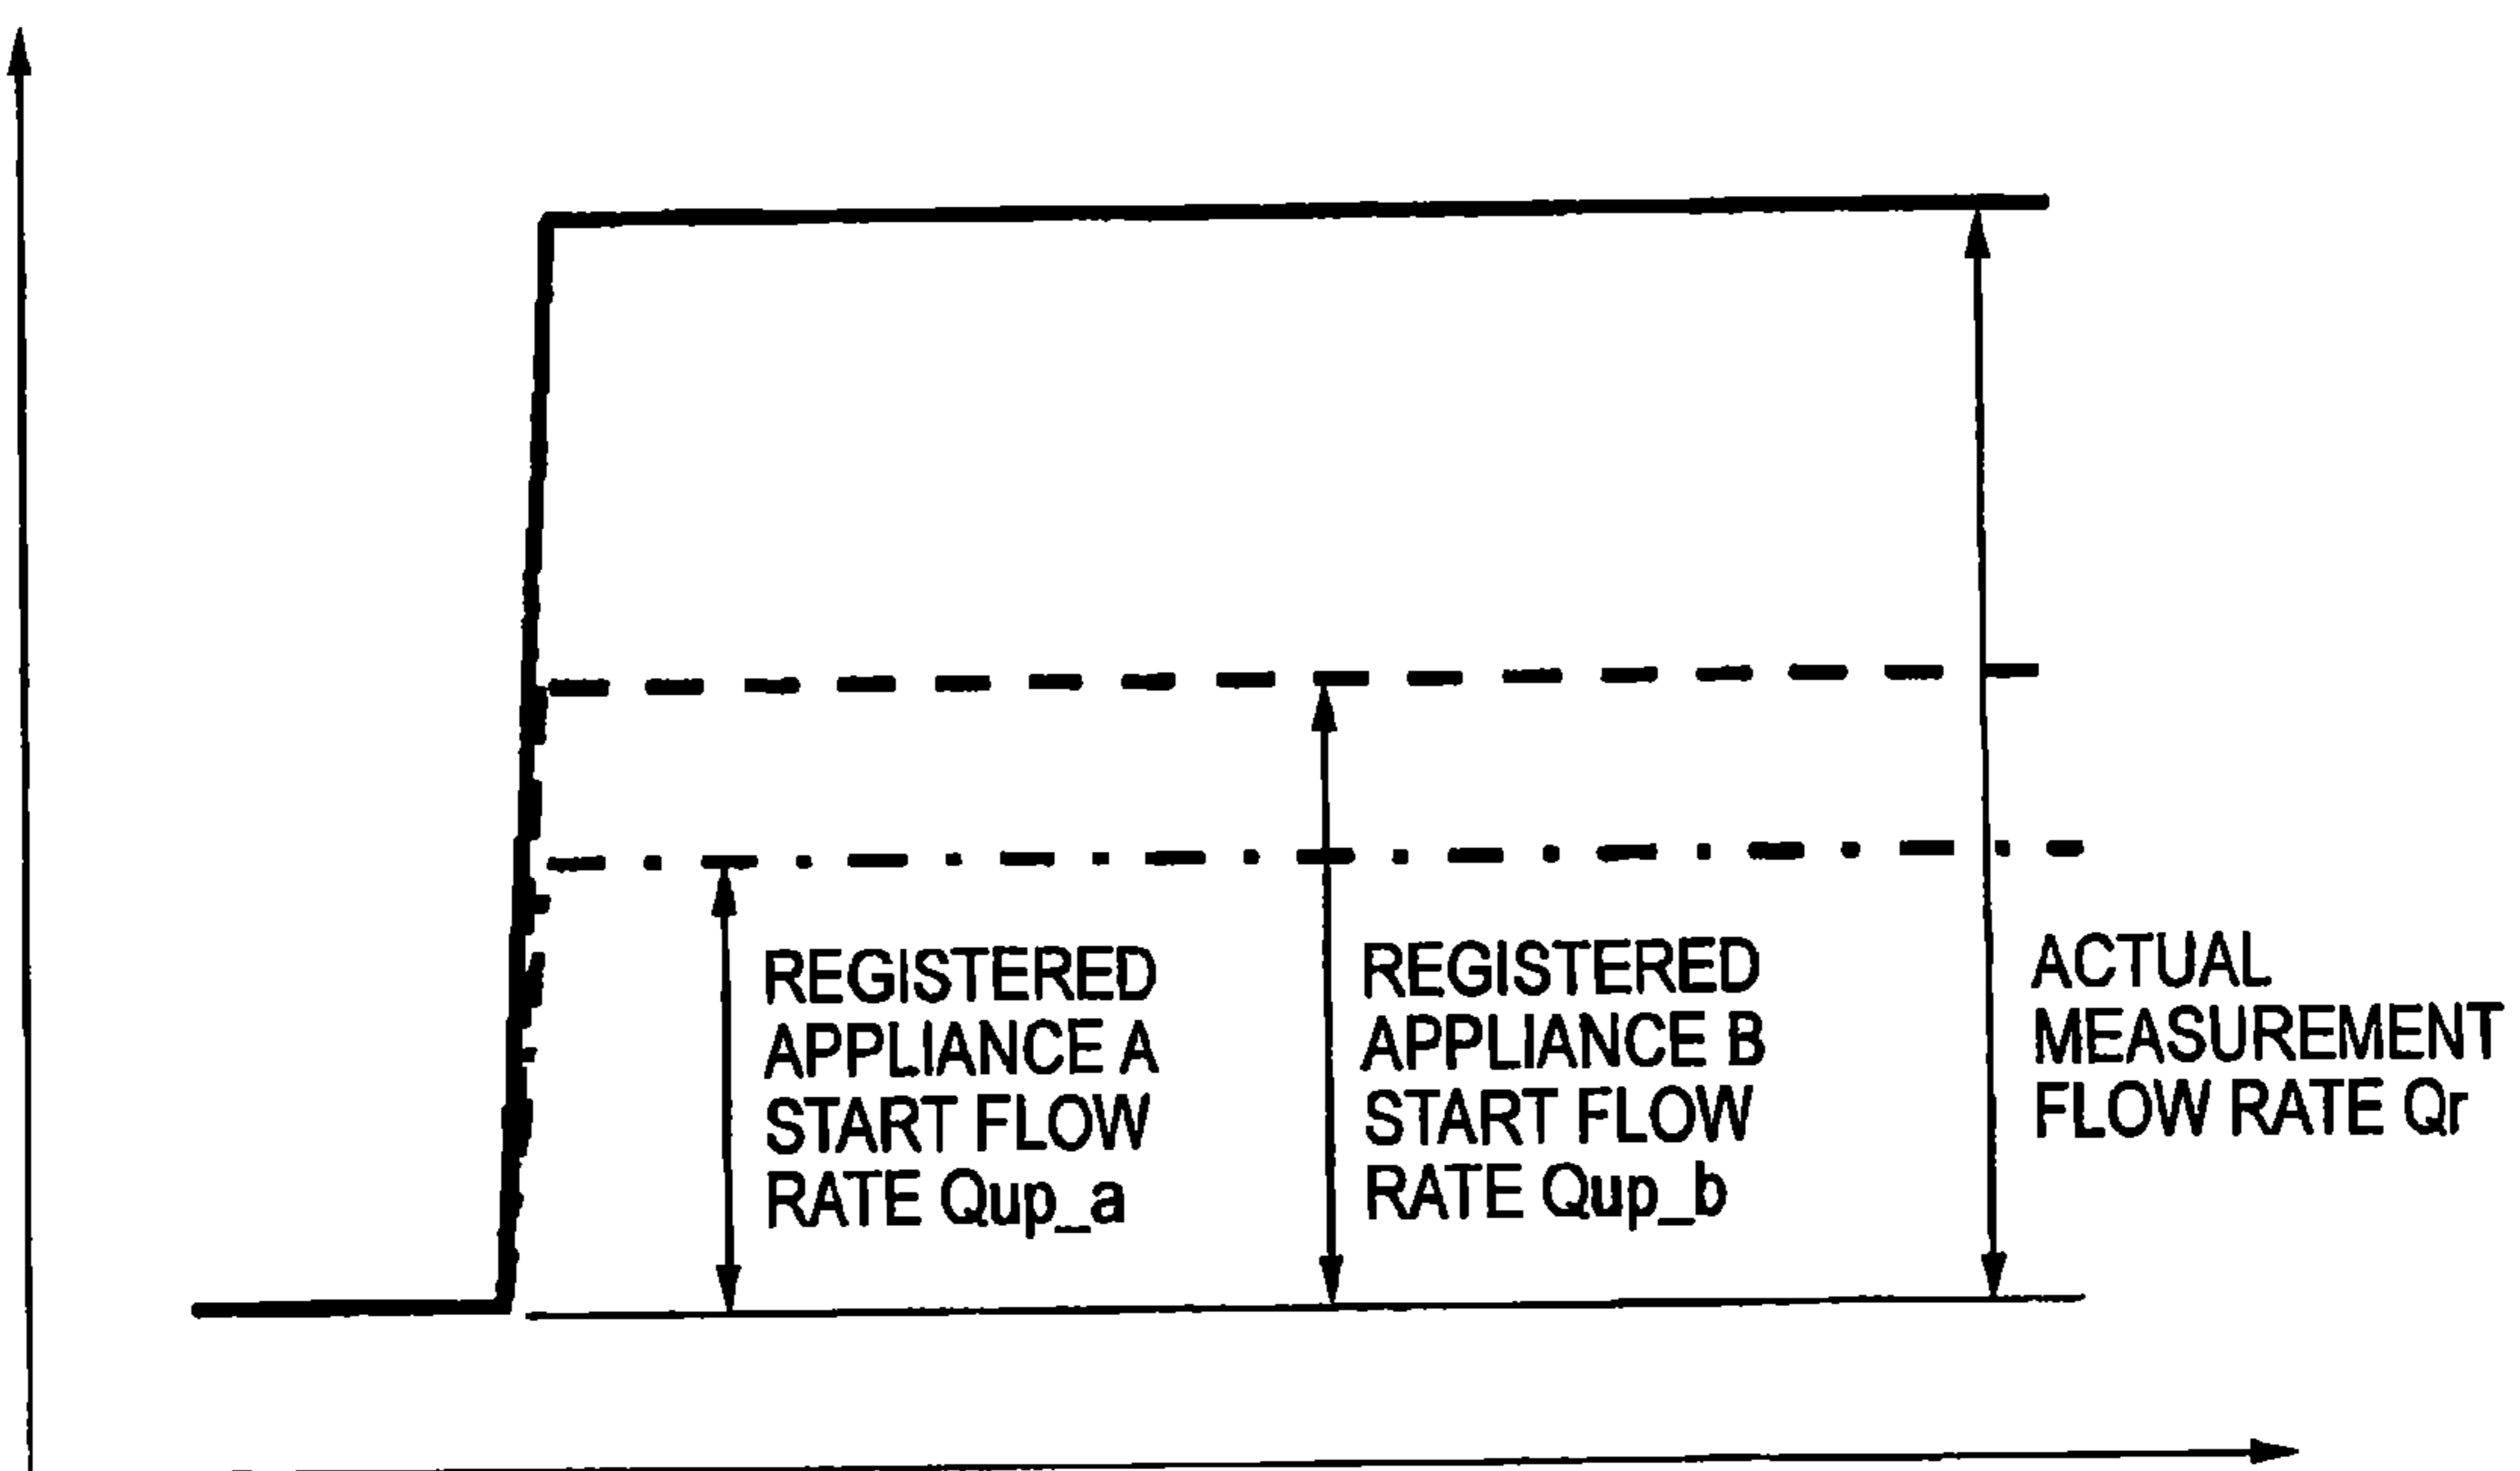 REGISTERED
APPLIANCE A
START FLOW
RATE Qup_a
REGISTERED
APPLIANCE B
START FLOW
RATE Qup_b
ACTUAL
MEASUREMENT
FLOW RATE Qr